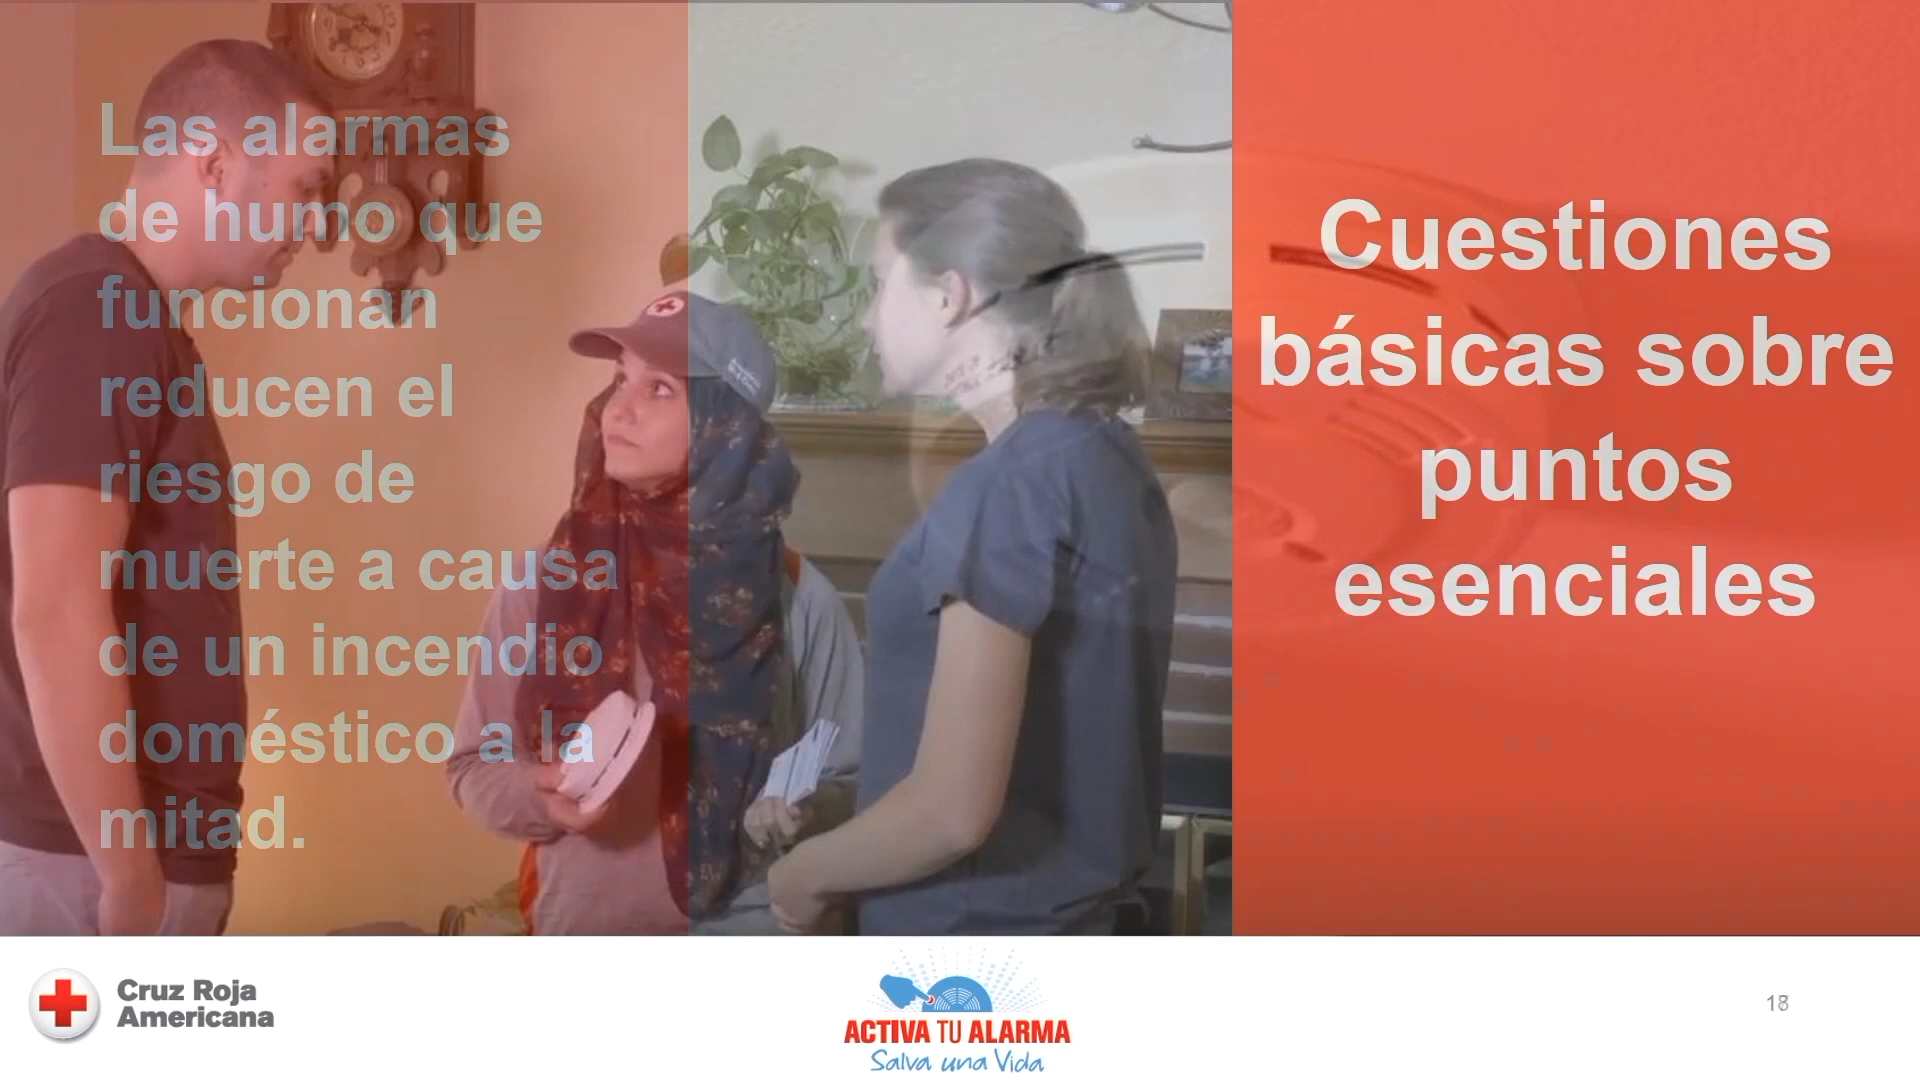 Las alarmas
de humo que
funcionan
reducen el
riesgo de
muerte a causa
de un incendio
doméstico a la
mitad.
Cuestiones
básicas sobre
puntos
esenciales
Cruz Roja
Americana
ACTIVA TU ALARMA
Salva una Vida